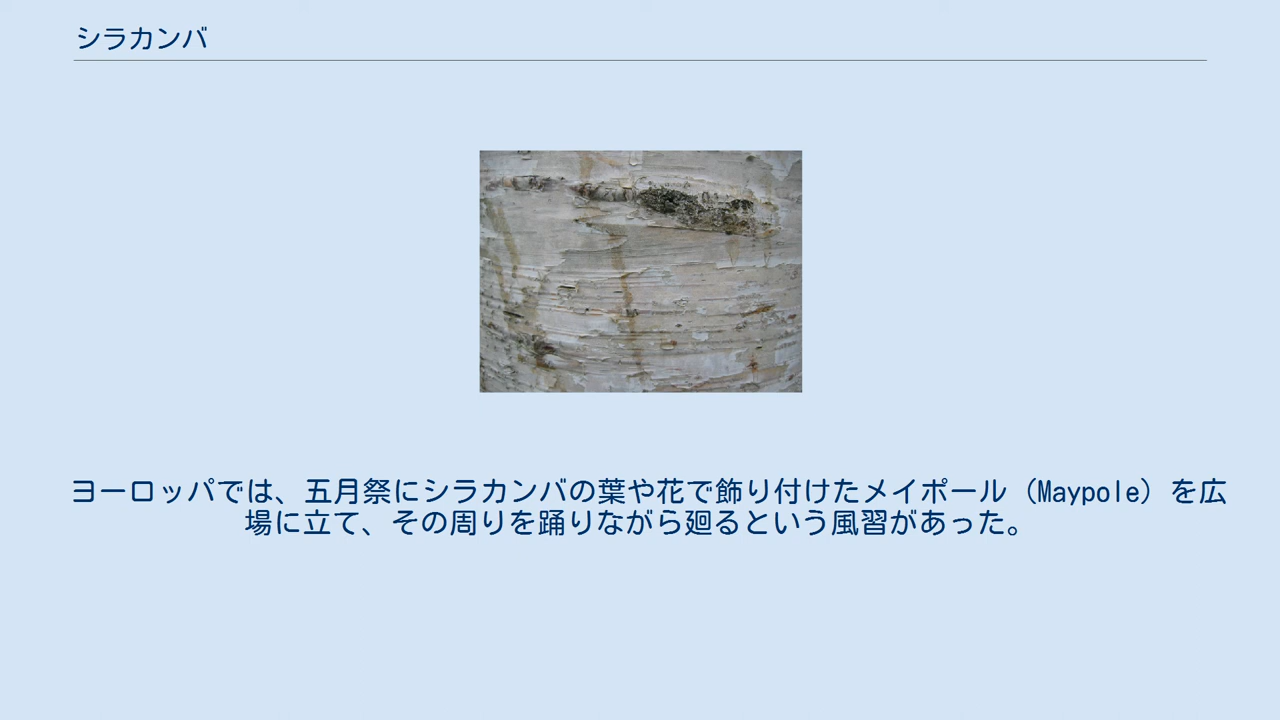 シラカンバ
ヨーロッパでは、五月祭にシラカンバの葉や花で飾り付けたメイポール（Maypole）を広
場に立て、その周りを踊りながら廻るという風習があった。